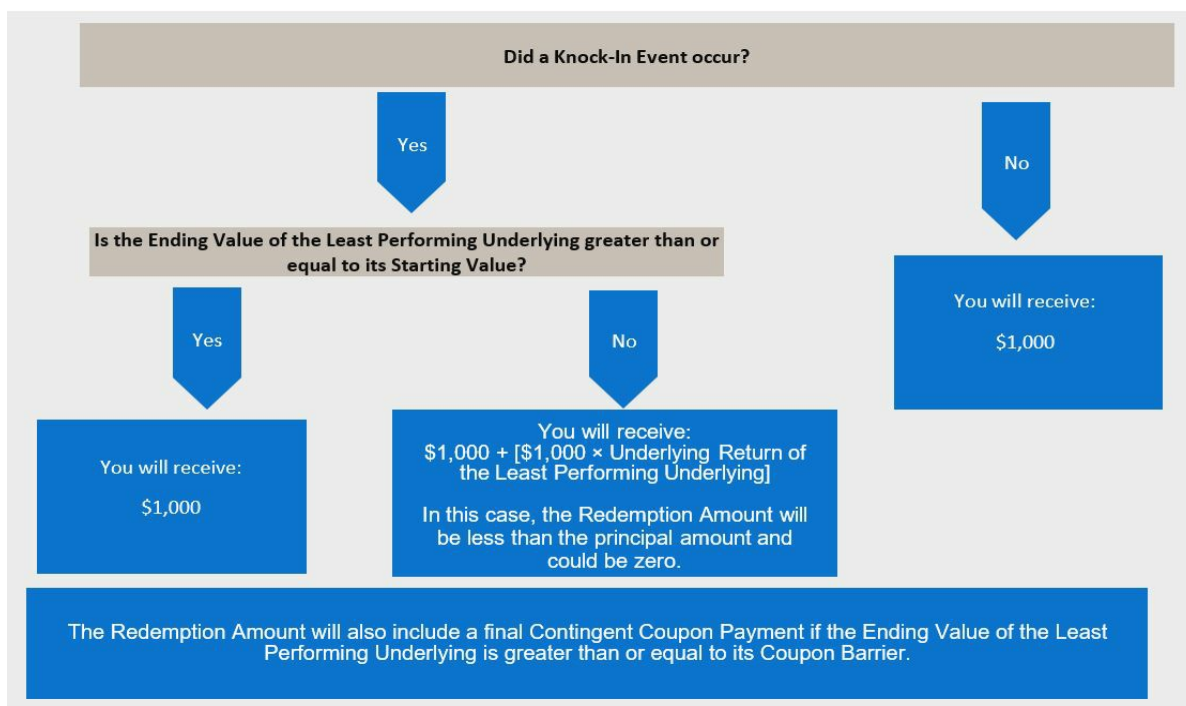 Did a Knock-In Event occur?
Yes
No
Is the Ending Value of the Least Performing Underlying greater than or
equal to its Starting Value?
Yes
No
You will receive:
$1,000
You will receive:
$1,000
You will receive:
$1,000 + [$1,000 × Underlying Return of
the Least Performing Underlying]
In this case, the Redemption Amount will
be less than the principal amount and
could be zero.
The Redemption Amount will also include a final Contingent Coupon Payment if the Ending Value of the Least
Performing Underlying is greater than or equal to its Coupon Barrier.